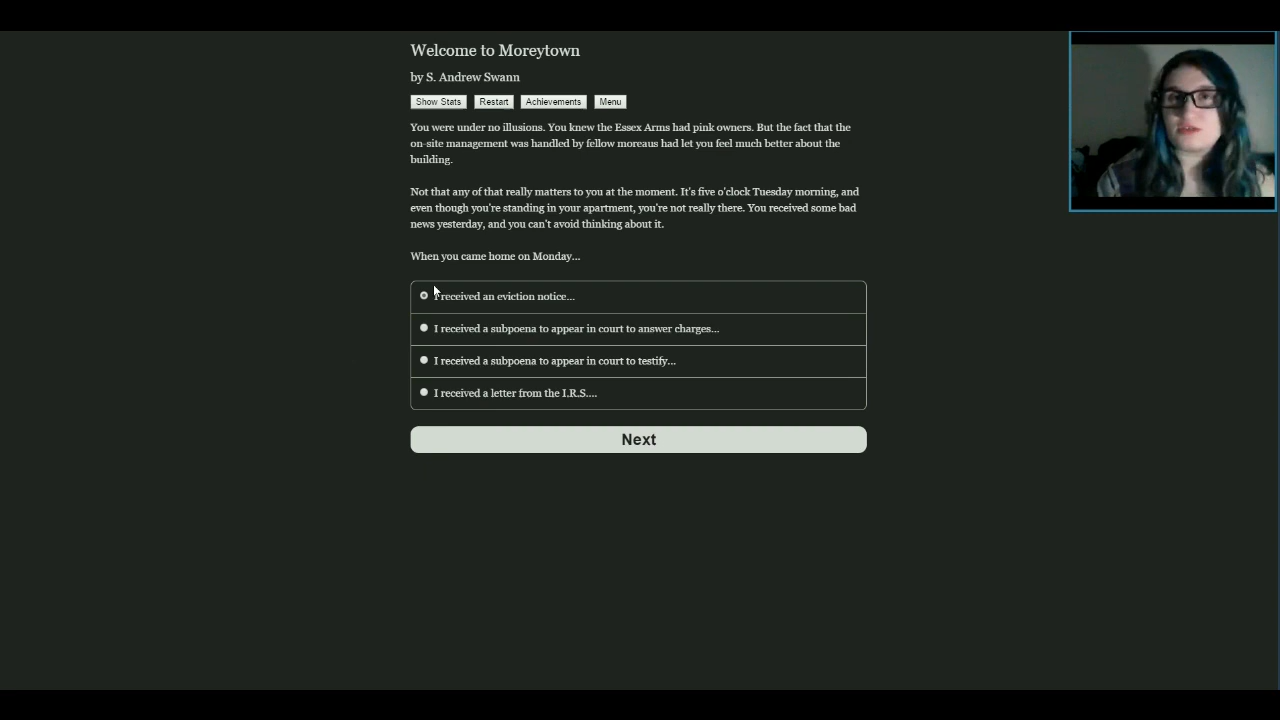 Welcome to Moreytown
by S. Andrew Swann
Show Stats Restart Achievements Menu
You were under no illusions. You knew the Essex Arms had pink owners. But the fact that the
on-site management was handled by fellow moreaus had let you feel much better about the
building.
Not that any of that really matters to you at the moment. It's five o'clock Tuesday morning, and
even though you're standing in your apartment, you're not really there. You received some bad
news yesterday, and you can't avoid thinking about it.
When you came home on Monday...
I received an eviction notice...
I received a subpoena to appear in court to answer charges...
I received a subpoena to appear in court to testify...
I received a letter from the I.R.S....
Next